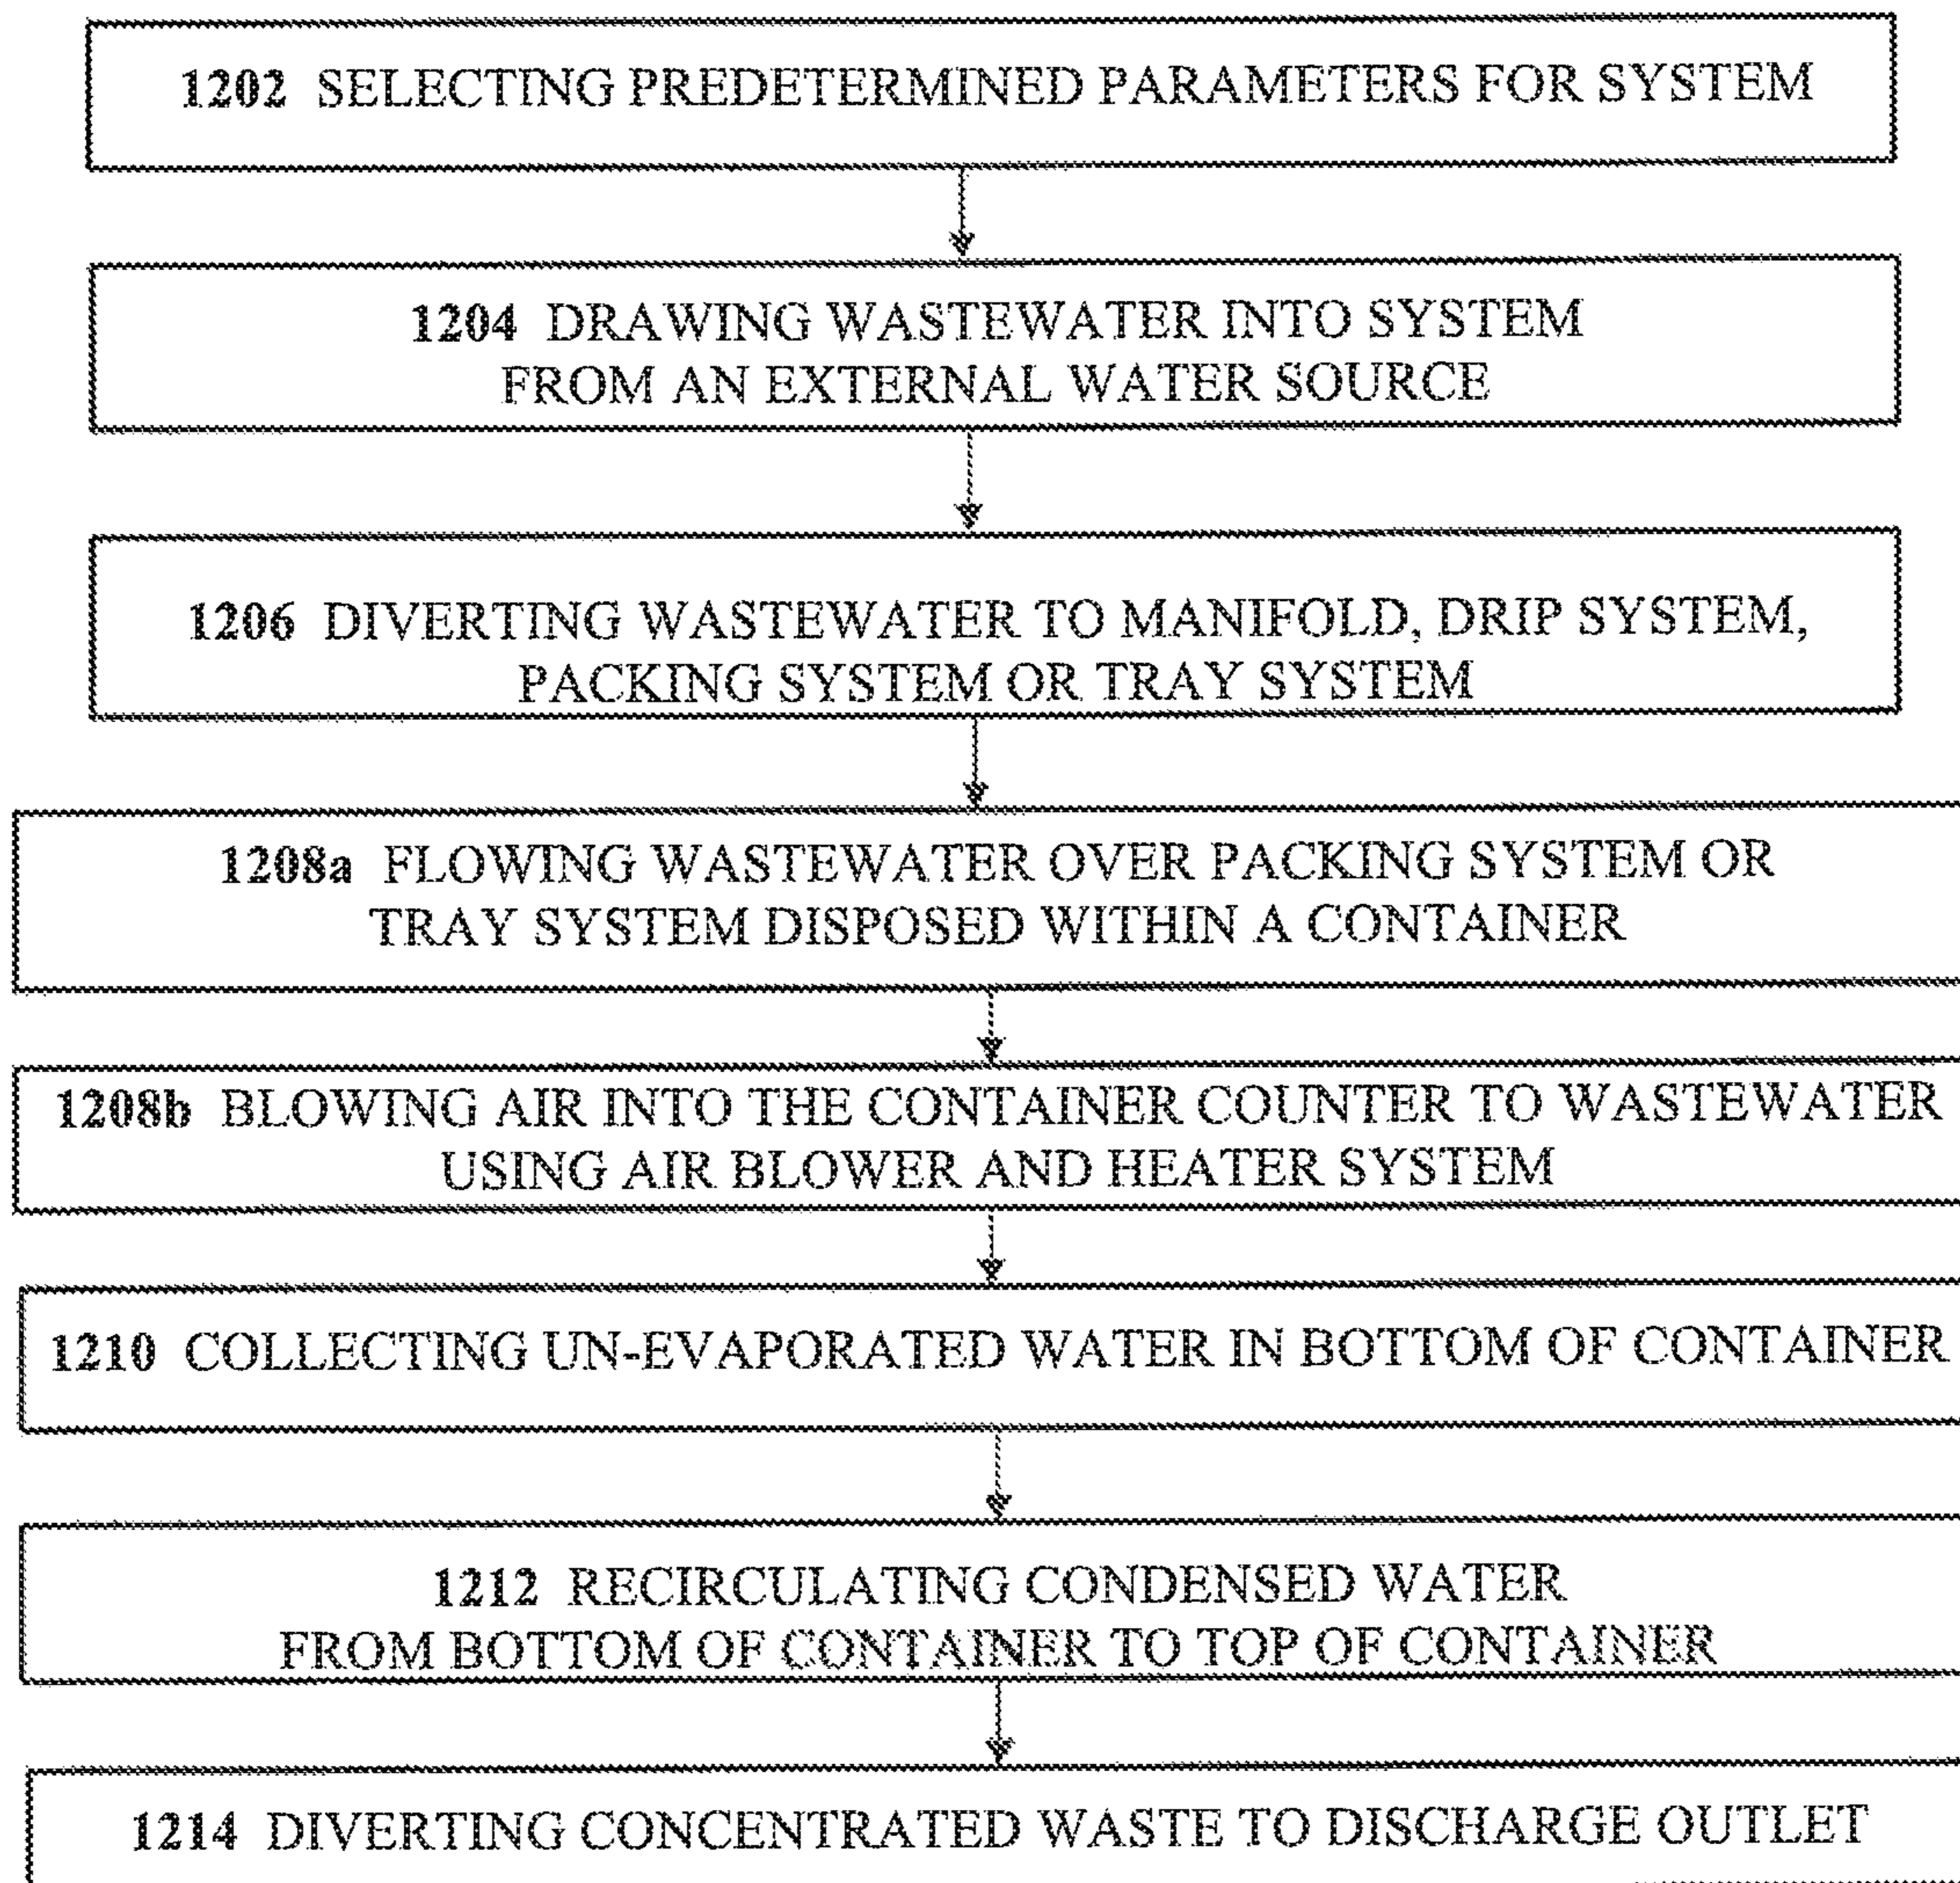 1202 SELECTING PREDETERMINED PARAMETERS FOR SYSTEM
1204 DRAWING WASTEWATER INTO SYSTEM
FROM AN EXTERNAL WATER SOURCE
1206 DIVERTING WASTEWATER TO MANIFOLD, DRIP SYSTEM,
PACKING SYSTEM OR TRAY SYSTEM
1208a FLOWING WASTEWATER OVER PACKING SYSTEM OR
TRAY SYSTEM DISPOSED WITHIN A CONTAINER
1208b BLOWING AIR INTO THE CONTAINER COUNTER TO WASTEWATER
USING AIR BLOWER AND HEATER SYSTEM
1210 COLLECTING UN-EVAPORATED WATER IN BOTTOM OF CONTAINER
1212 RECIRCULATING CONDENSED WATER
FROM BOTTOM OF CONTAINER TO TOP OF CONTAINER
1214 DIVERTING CONCENTRATED WASTE TO DISCHARGE OUTLET